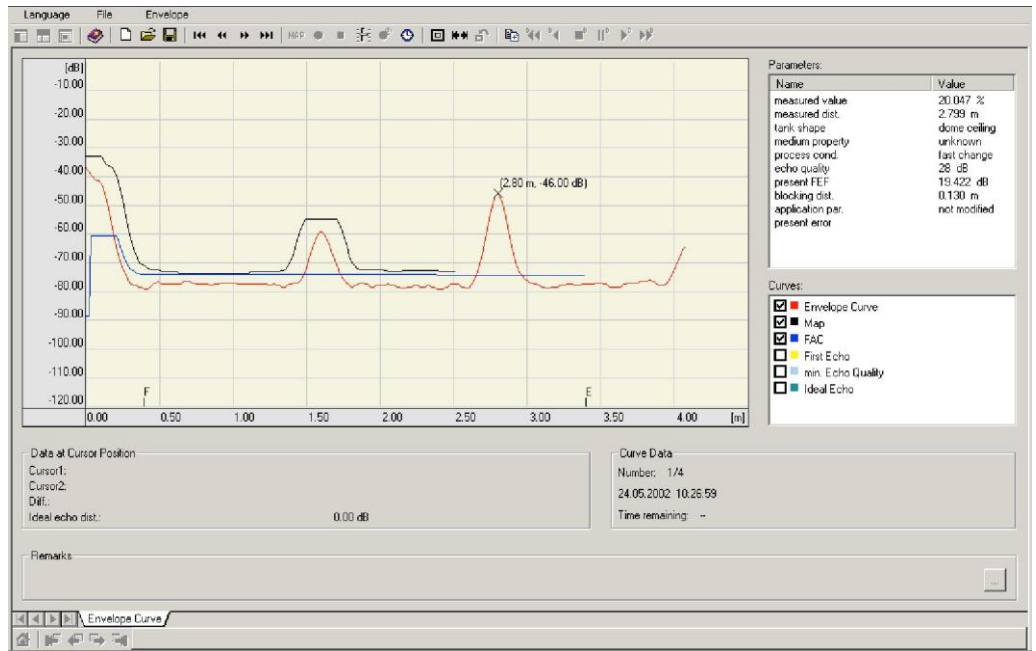 Language File Envelope
MAP
[dB]
-10.00
-20.00
-30.00
-40.00
-50.00
-60.00
-70.00
-80.00
-90.00
-100.00
-110.00
-120.00
(2.80 m, -46.00 dB)
F
E
0.00 0.50 1.00 1.50 2.00 2.50 3.00 3.50 4.00 [m]
Parameters:
Name Value
measured value 20.047 %
measured dist. 2.799 m
tank shape dome ceiling
medium property unknown
process cond. fast change
echo quality 28 dB
present FEF 19.422 dB
blocking dist. 0.130 m
application par. not modified
present error
Curves:
Envelope Curve
Map
FAC
First Echo
min. Echo Quality
Ideal Echo
Data at Cursor Position
Cursor1:
Cursor2:
Diff.:
Ideal echo dist.: 0.00 dB
Curve Data
Number: 1/4
24.05.2002 10:26:59
Time remaining: --
Remarks
...
Envelope Curve